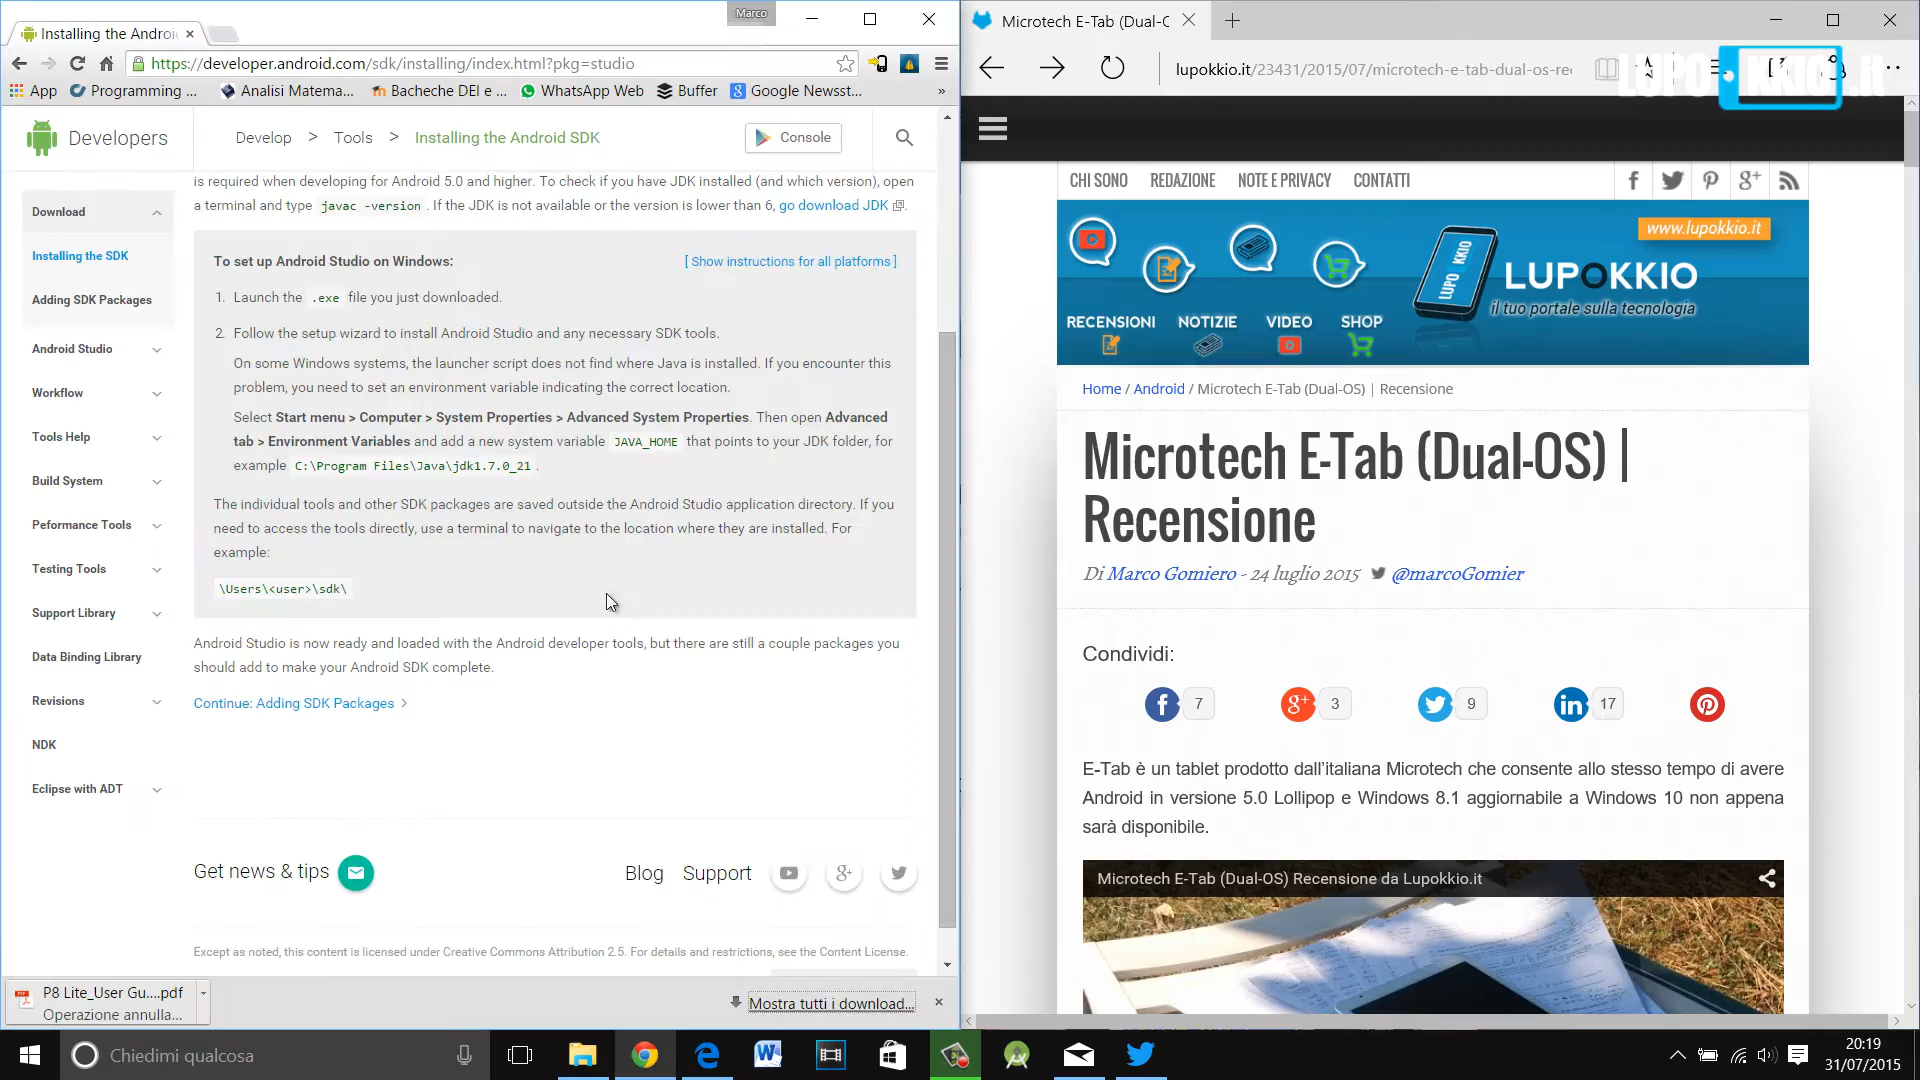 Marco
Installing the Androi
https://developer.android.com/sdk/installing/index.html?pkg=studio
App
Programming ...
Analisi Matema...
Bacheche DEI e ...
WhatsApp Web
Buffer
Google Newsst...
»
Developers
Develop > Tools > Installing the Android SDK
Console
is required when developing for Android 5.0 and higher. To check if you have JDK installed (and which version), open
a terminal and type javac -version. If the JDK is not available or the version is lower than 6, go download JDK.
Download
Installing the SDK
Adding SDK Packages
Android Studio
Workflow
Tools Help
Build System
Peformance Tools
Testing Tools
Support Library
Data Binding Library
Revisions
NDK
Eclipse with ADT
To set up Android Studio on Windows:
[ Show instructions for all platforms ]
1. Launch the .exe file you just downloaded.
2. Follow the setup wizard to install Android Studio and any necessary SDK tools.
On some Windows systems, the launcher script does not find where Java is installed. If you encounter this
problem, you need to set an environment variable indicating the correct location.
Select Start menu > Computer > System Properties > Advanced System Properties. Then open Advanced
tab > Environment Variables and add a new system variable JAVA_HOME that points to your JDK folder, for
example C:\Program Files\Java\jdk1.7.0_21 .
The individual tools and other SDK packages are saved outside the Android Studio application directory. If you
need to access the tools directly, use a terminal to navigate to the location where they are installed. For
example:
\Users\<user>\sdk\
Android Studio is now ready and loaded with the Android developer tools, but there are still a couple packages you
should add to make your Android SDK complete.
Continue: Adding SDK Packages >
Get news & tips
Blog
Support
Except as noted, this content is licensed under Creative Commons Attribution 2.5. For details and restrictions, see the Content License.
P8 Lite_User Gu....pdf
Operazione annulla...
Mostra tutti i download...
Microtech E-Tab (Dual-C
lupokkio.it/23431/2015/07/microtech-e-tab-dual-os-rec
LUPOKKIO.it
CHI SONO
REDAZIONE
NOTE E PRIVACY
CONTATTI
www.lupokkio.it
LUPOKKIO
LUPOKKIO
il tuo portale sulla tecnologia
RECENSIONI
NOTIZIE
VIDEO
SHOP
Home / Android / Microtech E-Tab (Dual-OS) | Recensione
Microtech E-Tab (Dual-OS) |
Recensione
Di Marco Gomiero - 24 luglio 2015 @marcoGomier
Condividi:
7
3
9
17
E-Tab è un tablet prodotto dall'italiana Microtech che consente allo stesso tempo di avere
Android in versione 5.0 Lollipop e Windows 8.1 aggiornabile a Windows 10 non appena
sarà disponibile.
Microtech E-Tab (Dual-OS) Recensione da Lupokkio.it
Chiedimi qualcosa
20:19
31/07/2015